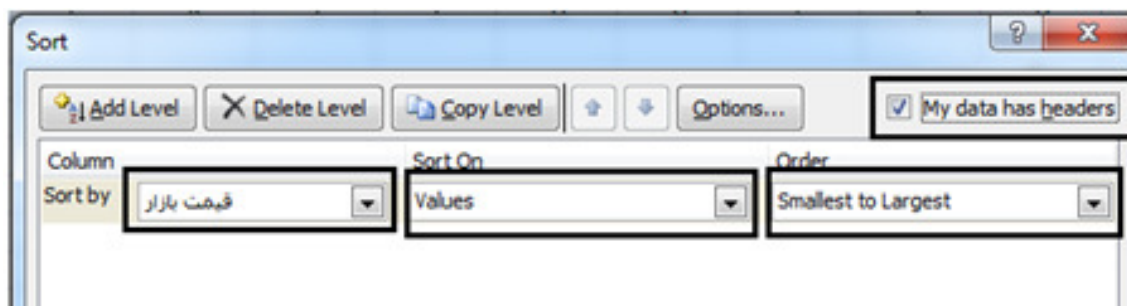 Sort
Add Level Delete Level Copy Level Options... My data has headers
Column Sort On Order
Sort by قیمت بازار Values Smallest to Largest